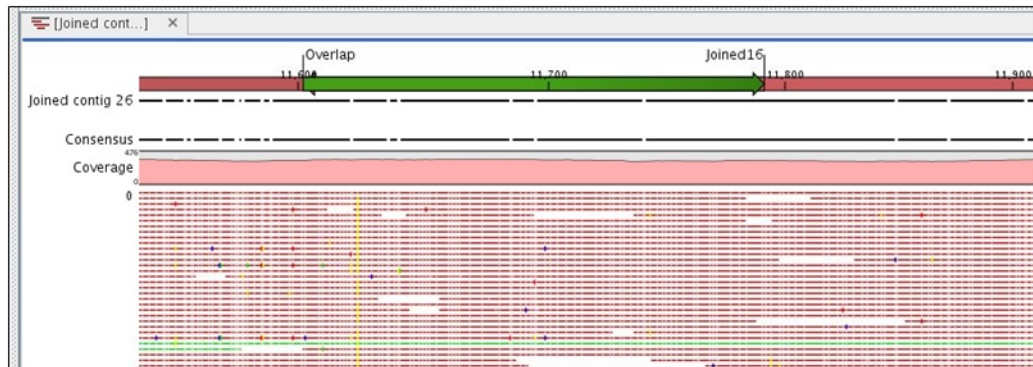 [Joined cont...] ×
Overlap Joined16
11,600 11,700 11,800 11,900
Joined contig 26
Consensus
476
Coverage
0
0